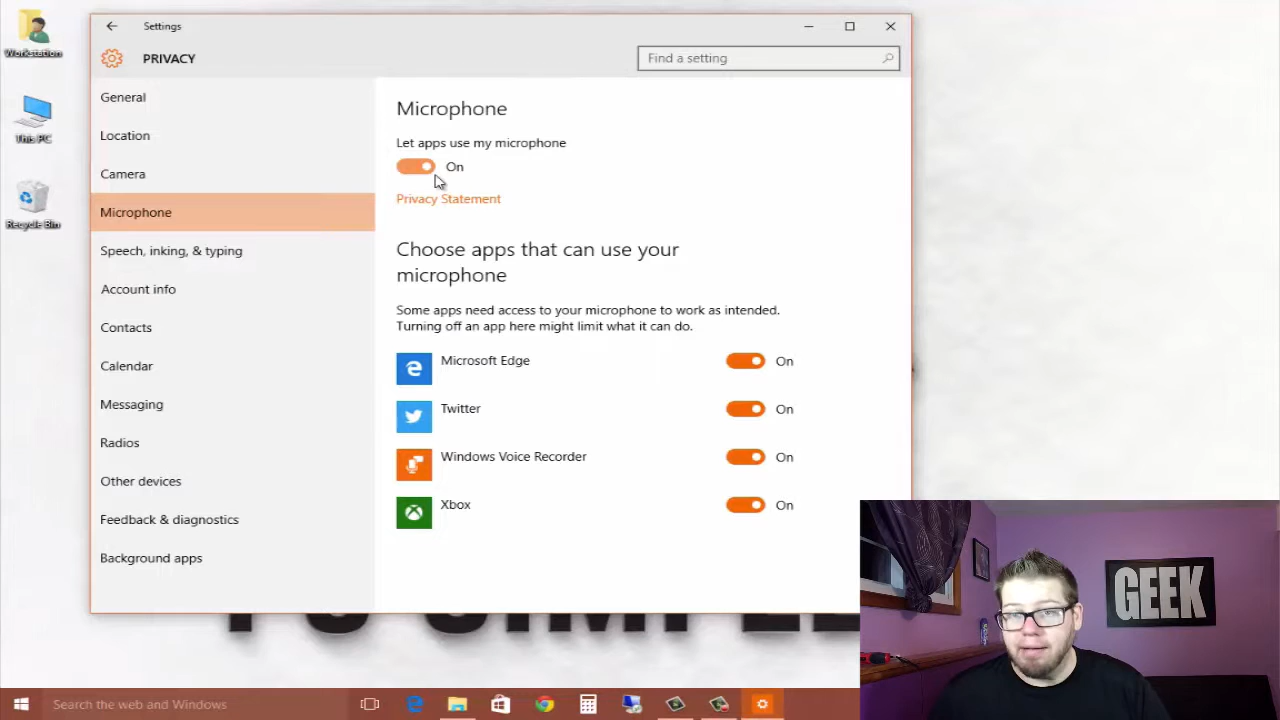 Workstation
This PC
Recycle Bin
Settings
PRIVACY
Find a setting
General
Location
Camera
Microphone
Speech, inking, & typing
Account info
Contacts
Calendar
Messaging
Radios
Other devices
Feedback & diagnostics
Background apps
Microphone
Let apps use my microphone
On
Privacy Statement
Choose apps that can use your
microphone
Some apps need access to your microphone to work as intended.
Turning off an app here might limit what it can do.
Microsoft Edge On
Twitter On
Windows Voice Recorder On
Xbox On
GEEK
Search the web and Windows